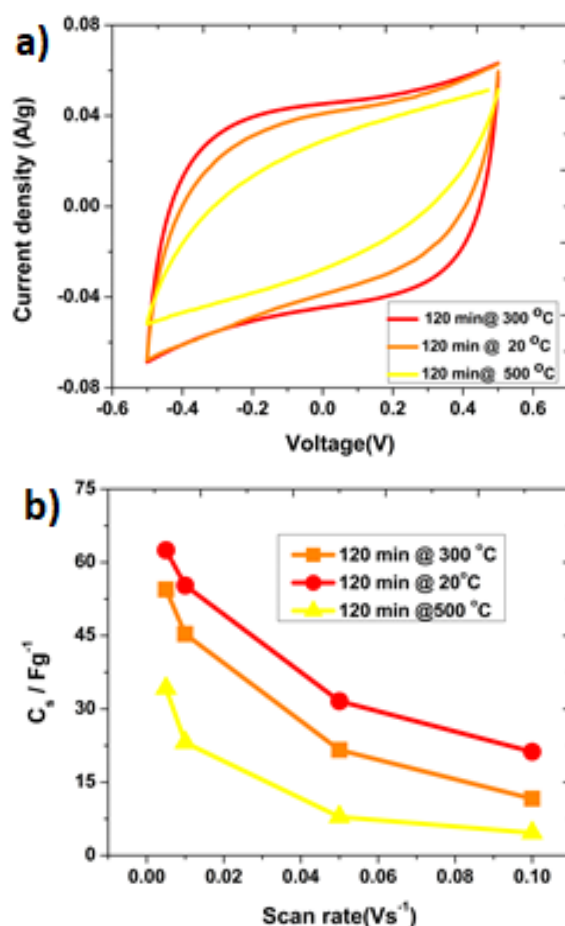 a)
0.08
0.04
0.00
-0.04
-0.08
Current density (A/g)
120 min@ 300 ⁰C
120 min@ 20 ⁰C
120 min@ 500 ⁰C
-0.6 -0.4 -0.2 0.0 0.2 0.4 0.6
Voltage(V)
b)
75
60
45
30
15
0
Cₛ / Fg⁻¹
120 min @ 300 °C
120 min @ 20°C
120 min @500 °C
0.00 0.02 0.04 0.06 0.08 0.10
Scan rate(Vs⁻¹)